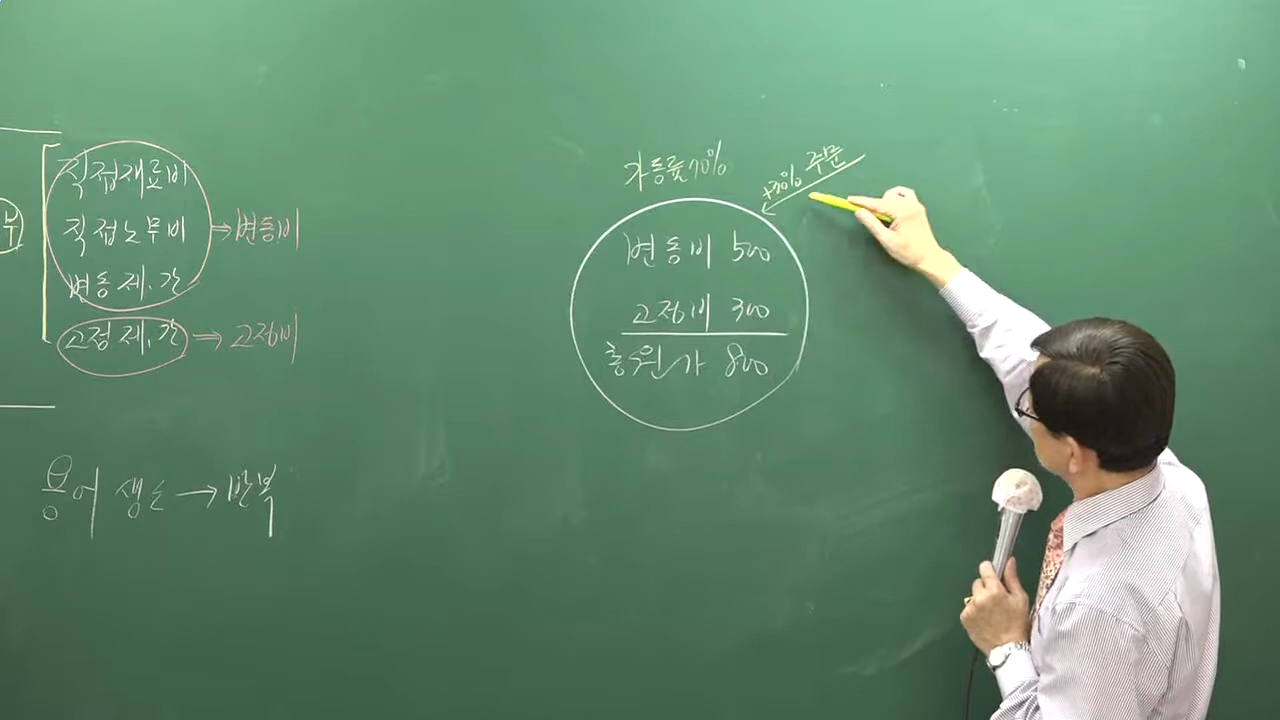 부
직접재료비
직접노무비
변동제.간
→ 변동비
고정제.간 → 고정비
용어 생소 → 반복
가동률 70%
+30% 주문
변동비 500
고정비 300
총원가 800